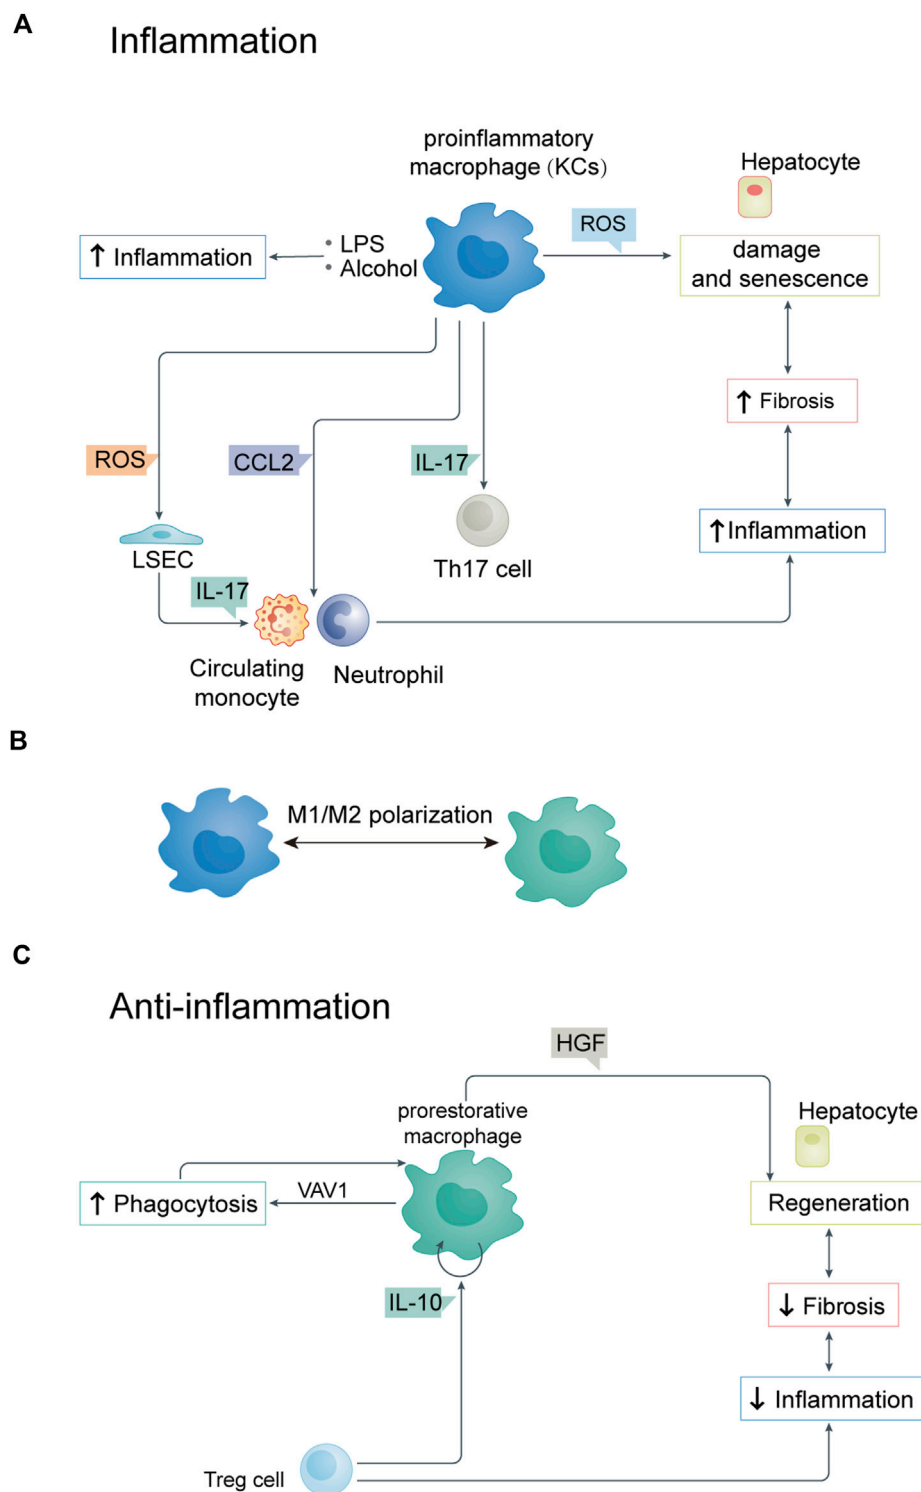 A
Inflammation
proinflammatory
macrophage (KCs)
Hepatocyte
ROS
↑ Inflammation
• LPS
• Alcohol
damage
and senescence
↑ Fibrosis
ROS
CCL2
IL-17
↑Inflammation
LSEC
Th17 cell
IL-17
Circulating
monocyte
Neutrophil
B
M1/M2 polarization
C
Anti-inflammation
HGF
prorestorative
macrophage
Hepatocyte
↑ Phagocytosis
VAV1
Regeneration
IL-10
↓ Fibrosis
↓ Inflammation
Treg cell